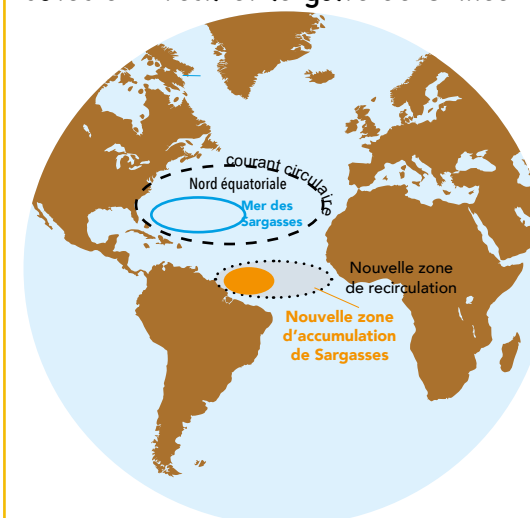 courant circulaire
Nord équatoriale
Mer des
Sargasses
Nouvelle zone
de recirculation
Nouvelle zone
d'accumulation
de Sargasses